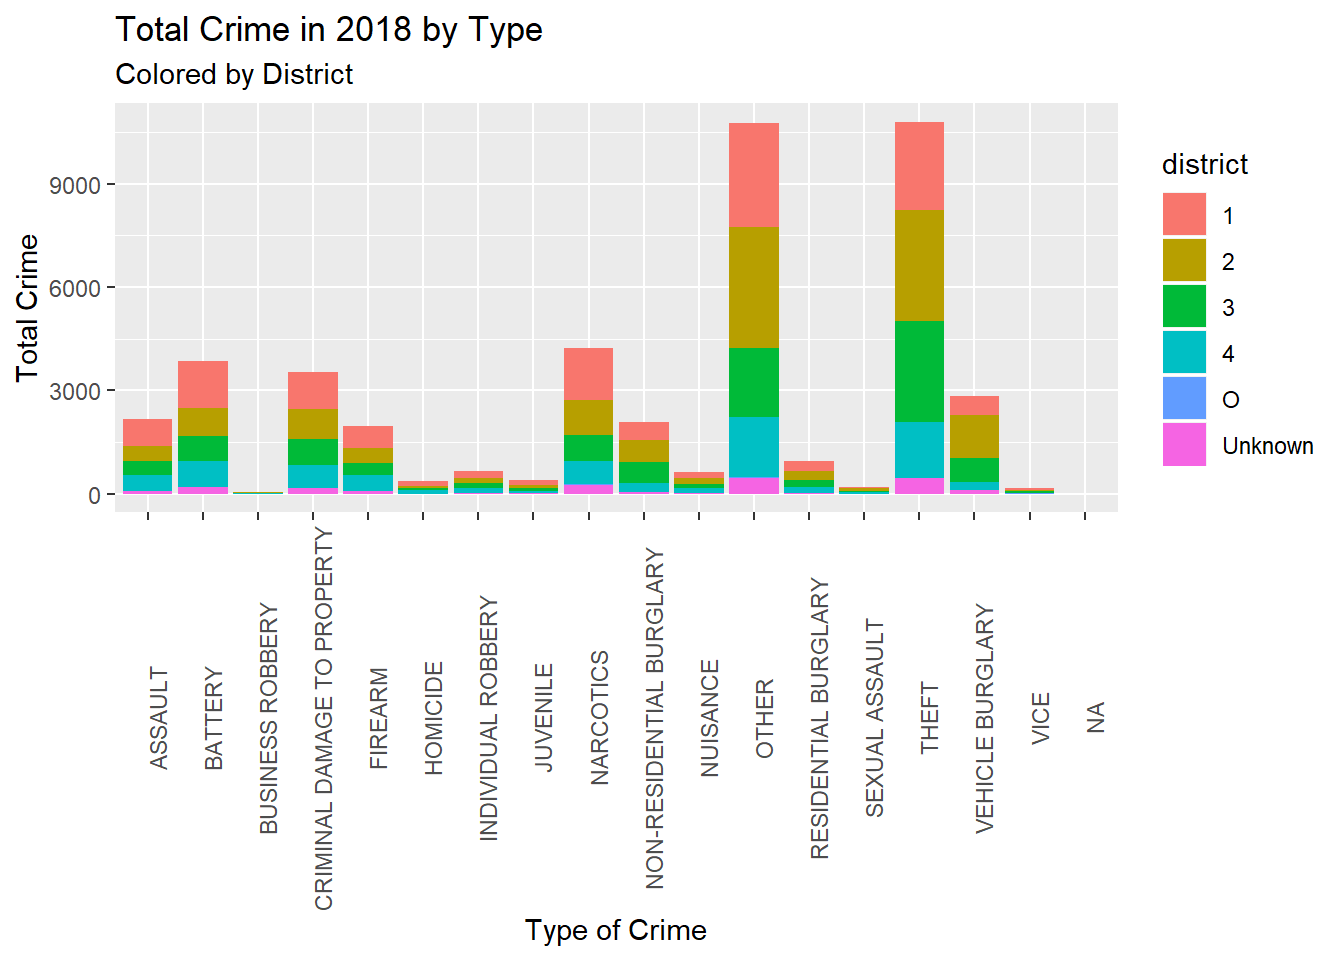 Total Crime in 2018 by Type
Colored by District
Total Crime
9000
6000
3000
0
ASSAULT
BATTERY
BUSINESS ROBBERY
CRIMINAL DAMAGE TO PROPERTY
FIREARM
HOMICIDE
INDIVIDUAL ROBBERY
JUVENILE
NARCOTICS
NON-RESIDENTIAL BURGLARY
NUISANCE
OTHER
RESIDENTIAL BURGLARY
SEXUAL ASSAULT
THEFT
VEHICLE BURGLARY
VICE
NA
Type of Crime
district
1
2
3
4
O
Unknown